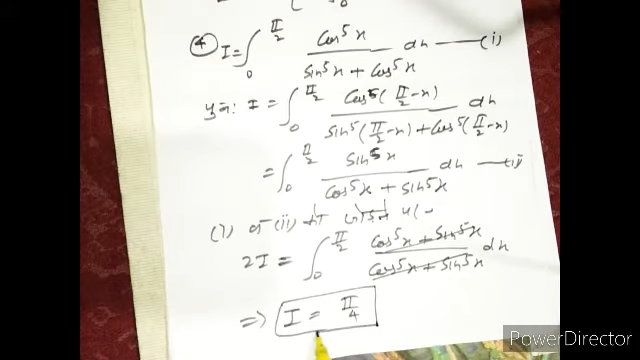 ④ I = ∫₀^(π/2) cos⁵x / (sin⁵x + cos⁵x) dx —— (i)
पुनः I = ∫₀^(π/2) cos⁵(π/2 - x) / (sin⁵(π/2 - x) + cos⁵(π/2 - x)) dx
= ∫₀^(π/2) sin⁵x / (cos⁵x + sin⁵x) dx —— (ii)
(i) व (ii) को जोड़ने पर -
2I = ∫₀^(π/2) (cos⁵x + sin⁵x) / (cos⁵x + sin⁵x) dx
⇒ I = π/4
PowerDirector